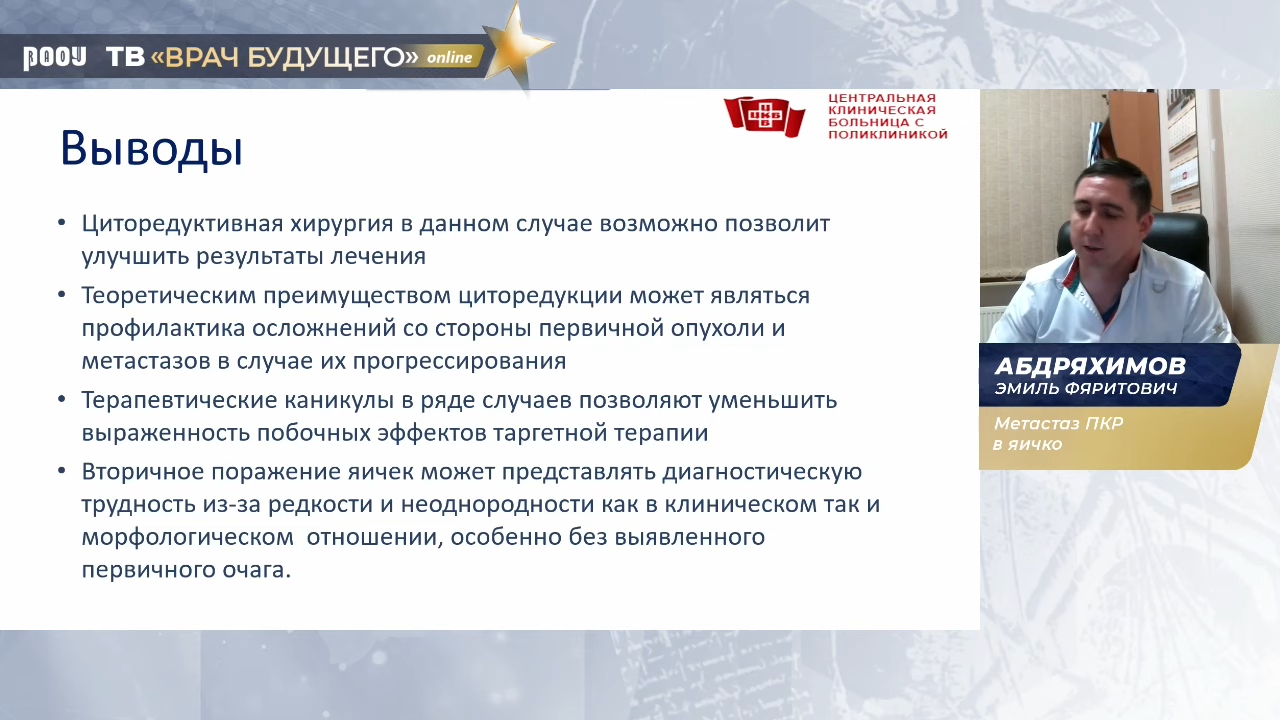 РООУ ТВ «ВРАЧ БУДУЩЕГО» online
ЦЕНТРАЛЬНАЯ
КЛИНИЧЕСКАЯ
БОЛЬНИЦА С
ПОЛИКЛИНИКОЙ
ЦКБ
Выводы
• Циторедуктивная хирургия в данном случае возможно позволит
улучшить результаты лечения
• Теоретическим преимуществом циторедукции может являться
профилактика осложнений со стороны первичной опухоли и
метастазов в случае их прогрессирования
• Терапевтические каникулы в ряде случаев позволяют уменьшить
выраженность побочных эффектов таргетной терапии
• Вторичное поражение яичек может представлять диагностическую
трудность из-за редкости и неоднородности как в клиническом так и
морфологическом  отношении, особенно без выявленного
первичного очага.
АБДРЯХИМОВ
ЭМИЛЬ ФЯРИТОВИЧ
Метастаз ПКР
в яичко